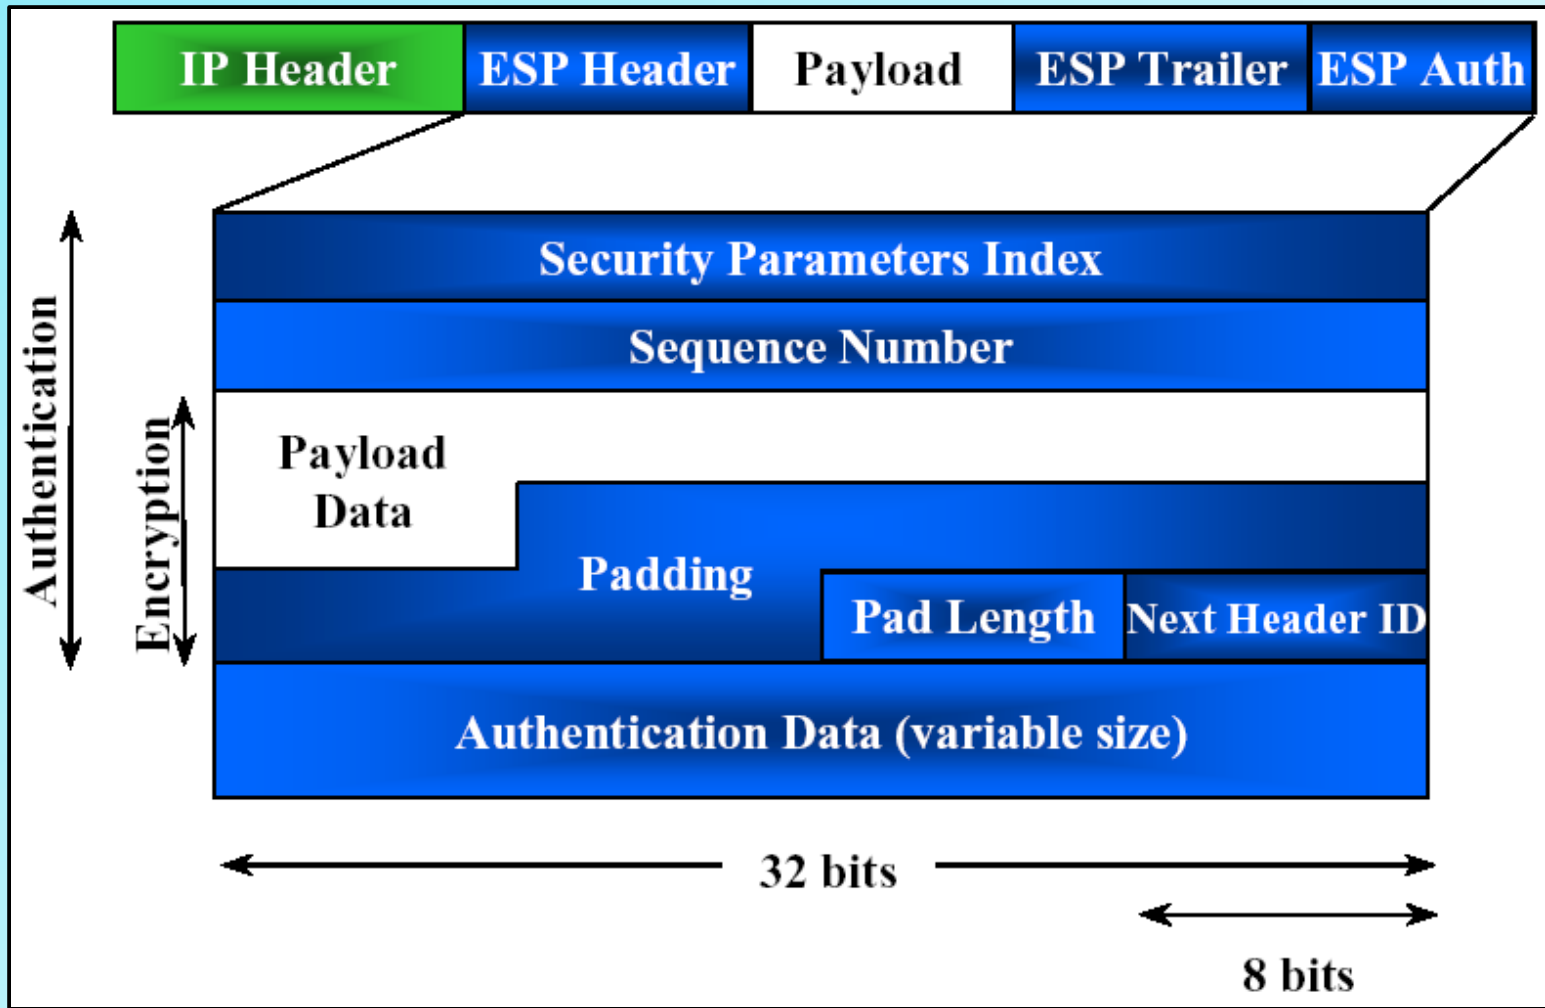 IP Header
ESP Header
Payload
ESP Trailer
ESP Auth
Authentication
Encryption
Security Parameters Index
Sequence Number
Payload
Data
Padding
Pad Length
Next Header ID
Authentication Data (variable size)
32 bits
8 bits